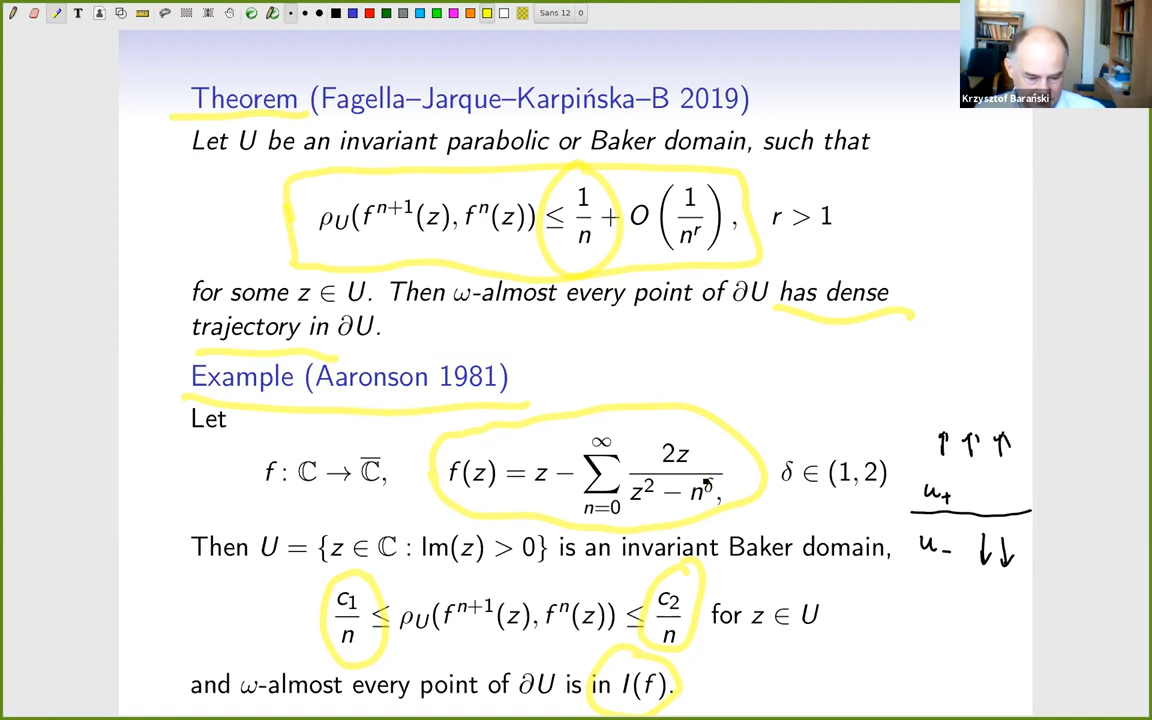 Sans 12 0
Krzysztof Barański
Theorem (Fagella–Jarque–Karpińska–B 2019)
Let U be an invariant parabolic or Baker domain, such that
ρ_U(f^{n+1}(z), f^n(z)) ≤ 1/n + O(1/n^r), r > 1
for some z ∈ U. Then ω-almost every point of ∂U has dense
trajectory in ∂U.
Example (Aaronson 1981)
Let
f : ℂ → ℂ̅, f(z) = z − ∑_{n=0}^{∞} 2z/(z² − n^δ), δ ∈ (1, 2)
u₊
Then U = {z ∈ ℂ : Im(z) > 0} is an invariant Baker domain,
u₋
c₁/n ≤ ρ_U(f^{n+1}(z), f^n(z)) ≤ c₂/n for z ∈ U
and ω-almost every point of ∂U is in I(f).